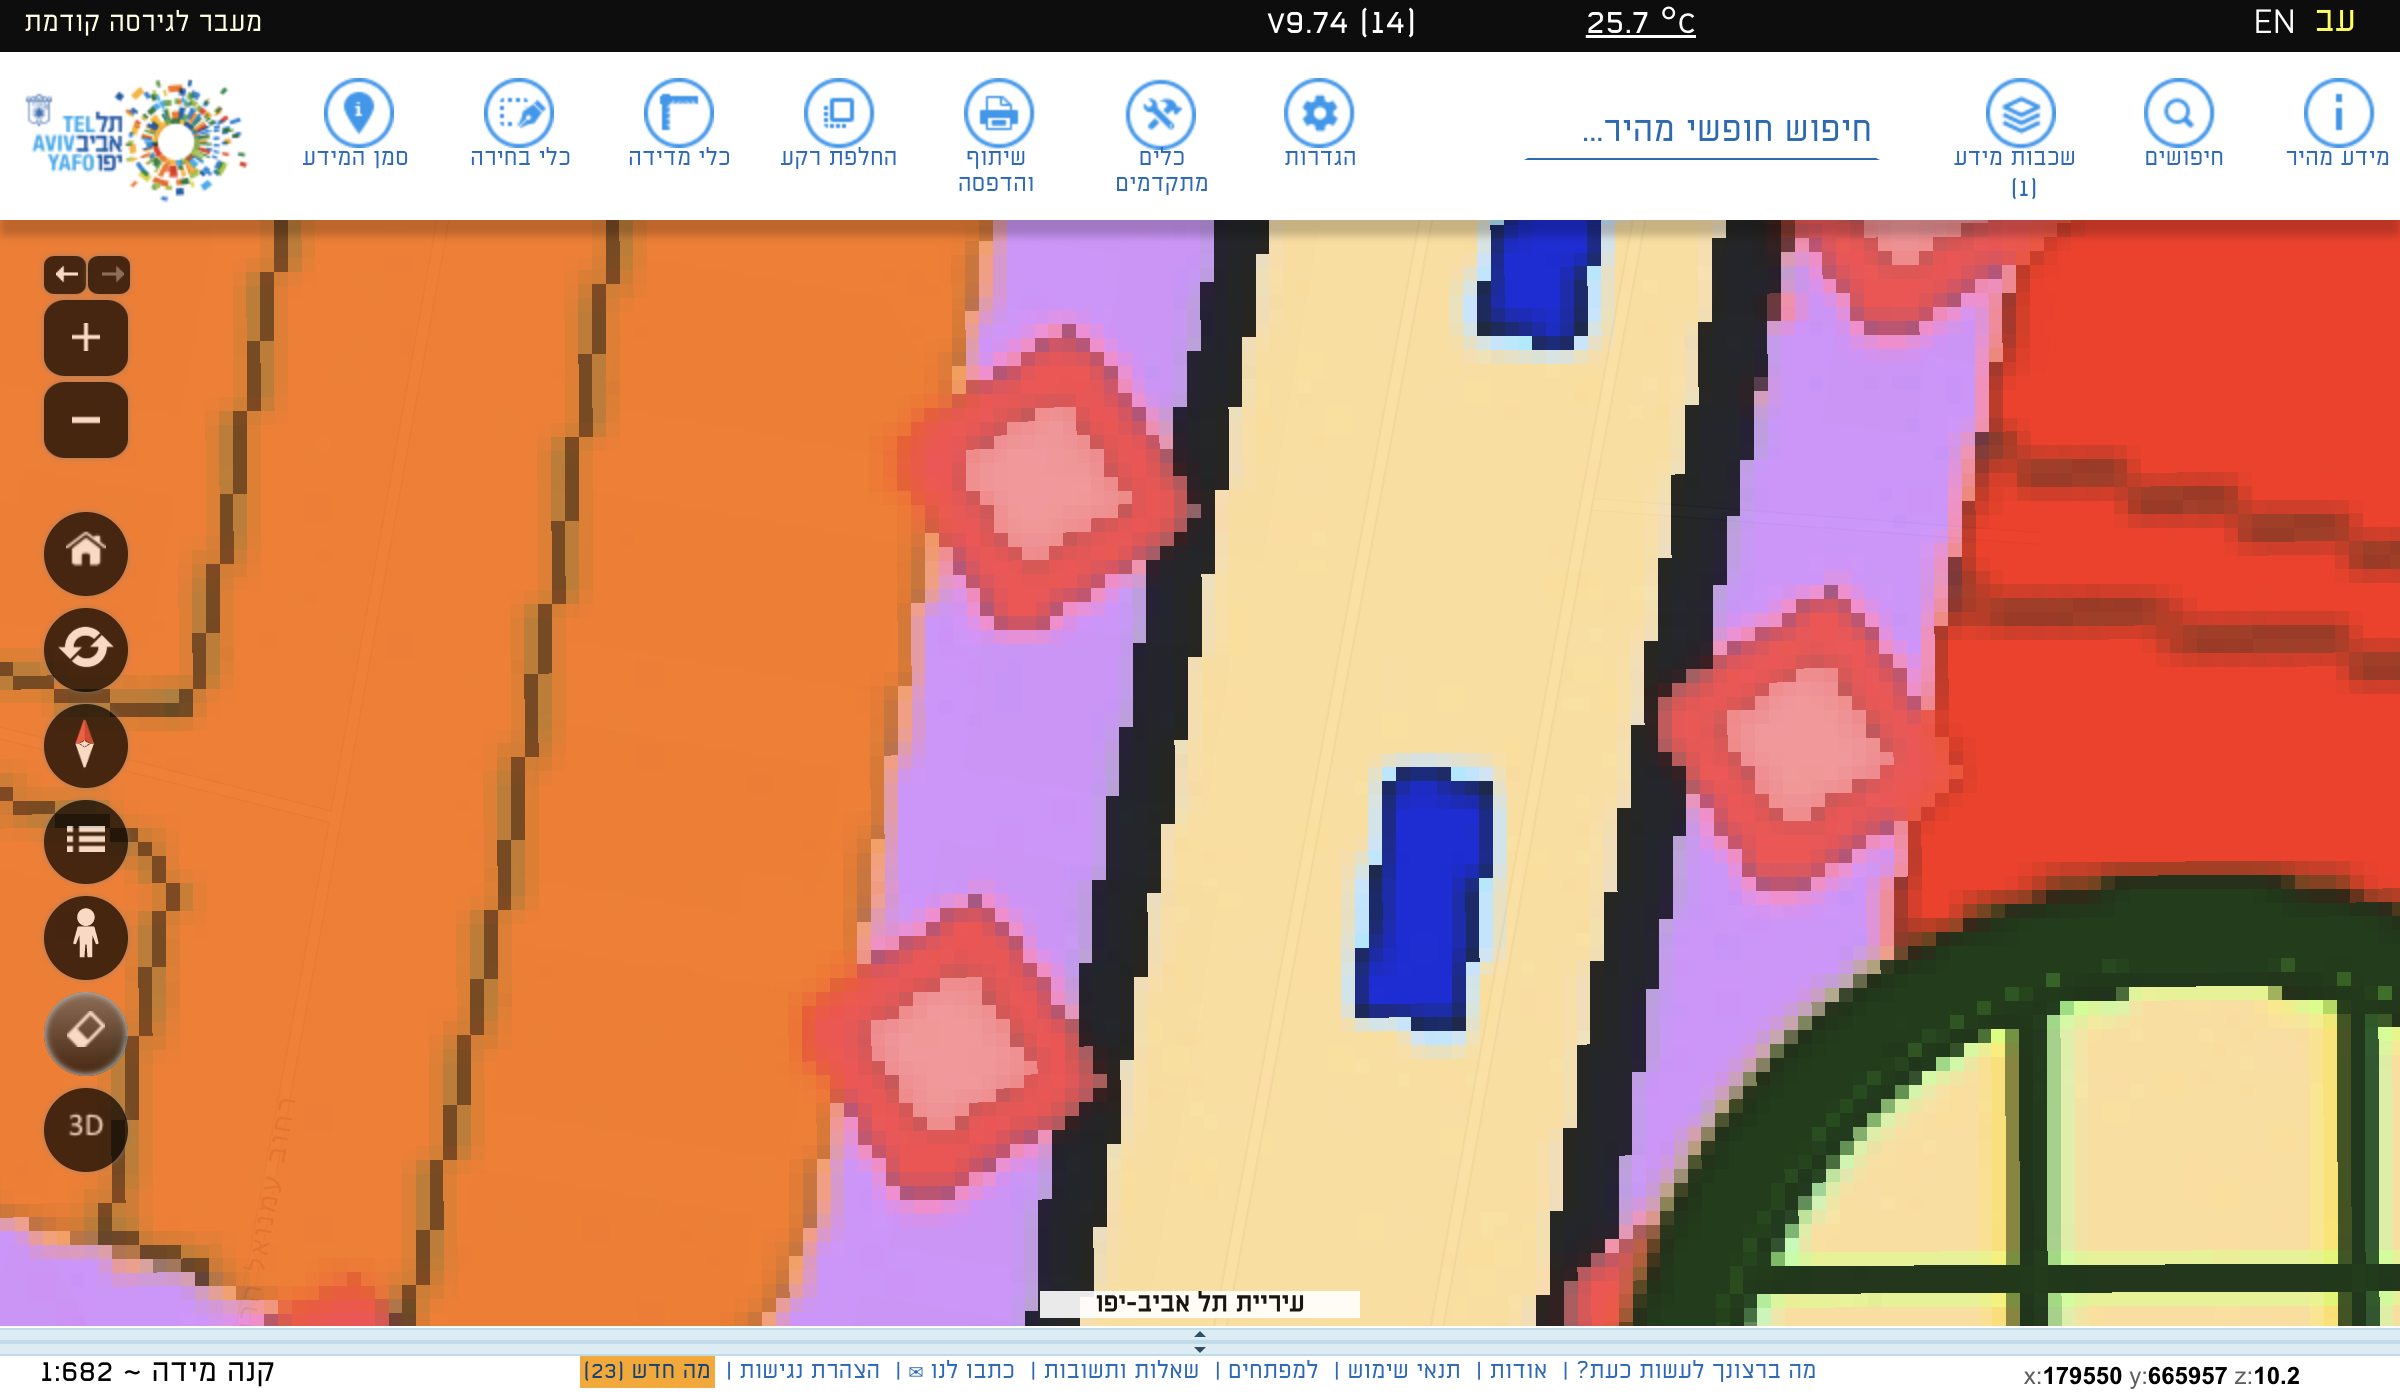 עב EN
25.7 °C
V9.74 (14)
מעבר לגירסה קודמת
מידע מהיר
חיפושים
שכבות מידע
(1)
חיפוש חופשי מהיר...
הגדרות
כלים
מתקדמים
שיתוף
והדפסה
החלפת רקע
כלי מדידה
כלי בחירה
סמן המידע
תל
אביב
יפו
TEL
AVIV
YAFO
3D
רחוב עמנואל הר
עיריית תל אביב-יפו
x:179550 y:665957 z:10.2
מה ברצונך לעשות כעת? | אודות | תנאי שימוש | למפתחים | שאלות ותשובות | כתבו לנו ✉ | הצהרת נגישות | מה חדש (23)
קנה מידה ~ 1:682